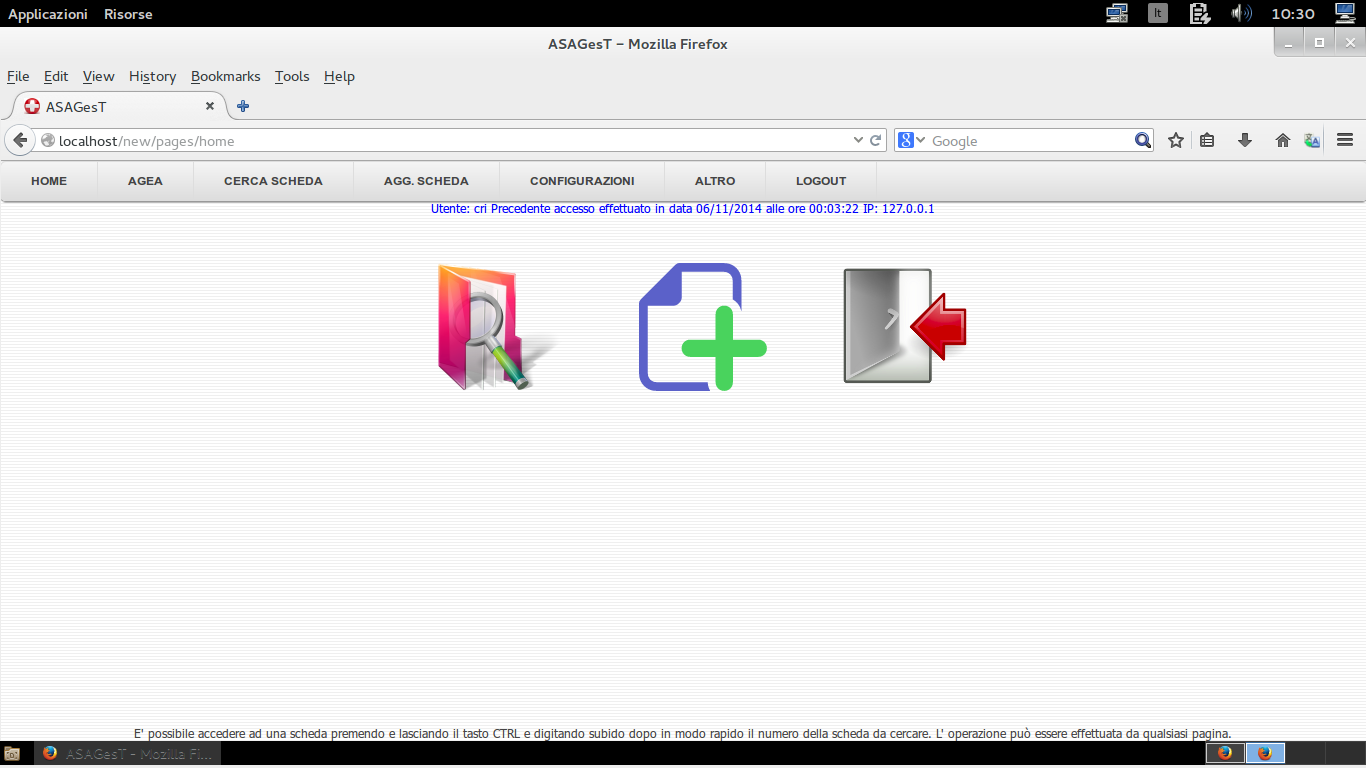 Applicazioni Risorse It 10:30
ASAGesT - Mozilla Firefox
File Edit View History Bookmarks Tools Help
ASAGesT
localhost/new/pages/home 8 Google
HOME AGEA CERCA SCHEDA AGG. SCHEDA CONFIGURAZIONI ALTRO LOGOUT
Utente: cri Precedente accesso effettuato in data 06/11/2014 alle ore 00:03:22 IP: 127.0.0.1
E' possibile accedere ad una scheda premendo e lasciando il tasto CTRL e digitando subido dopo in modo rapido il numero della scheda da cercare. L' operazione può essere effettuata da qualsiasi pagina.
ASAGesT - Mozilla Fi...